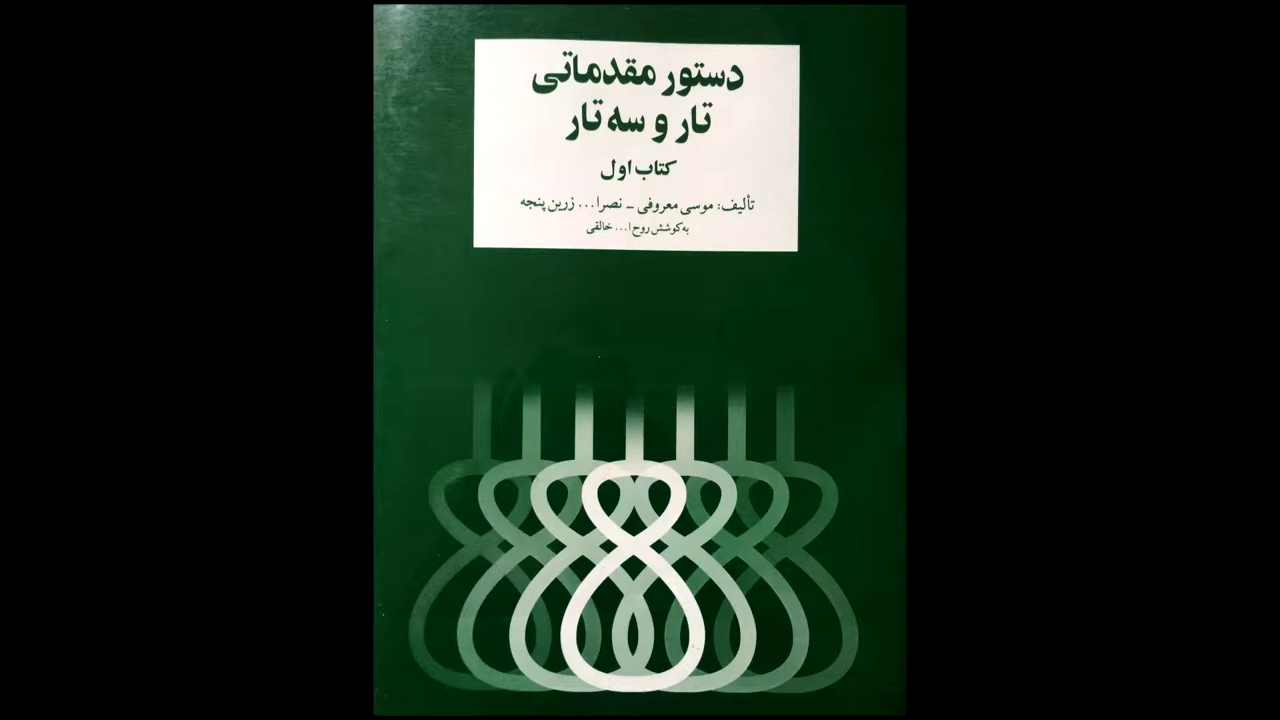 دستور مقدماتی
تار و سه تار
کتاب اول
تألیف: موسی معروفی - نصرا... زرین پنجه
به کوشش روح ا... خالقی